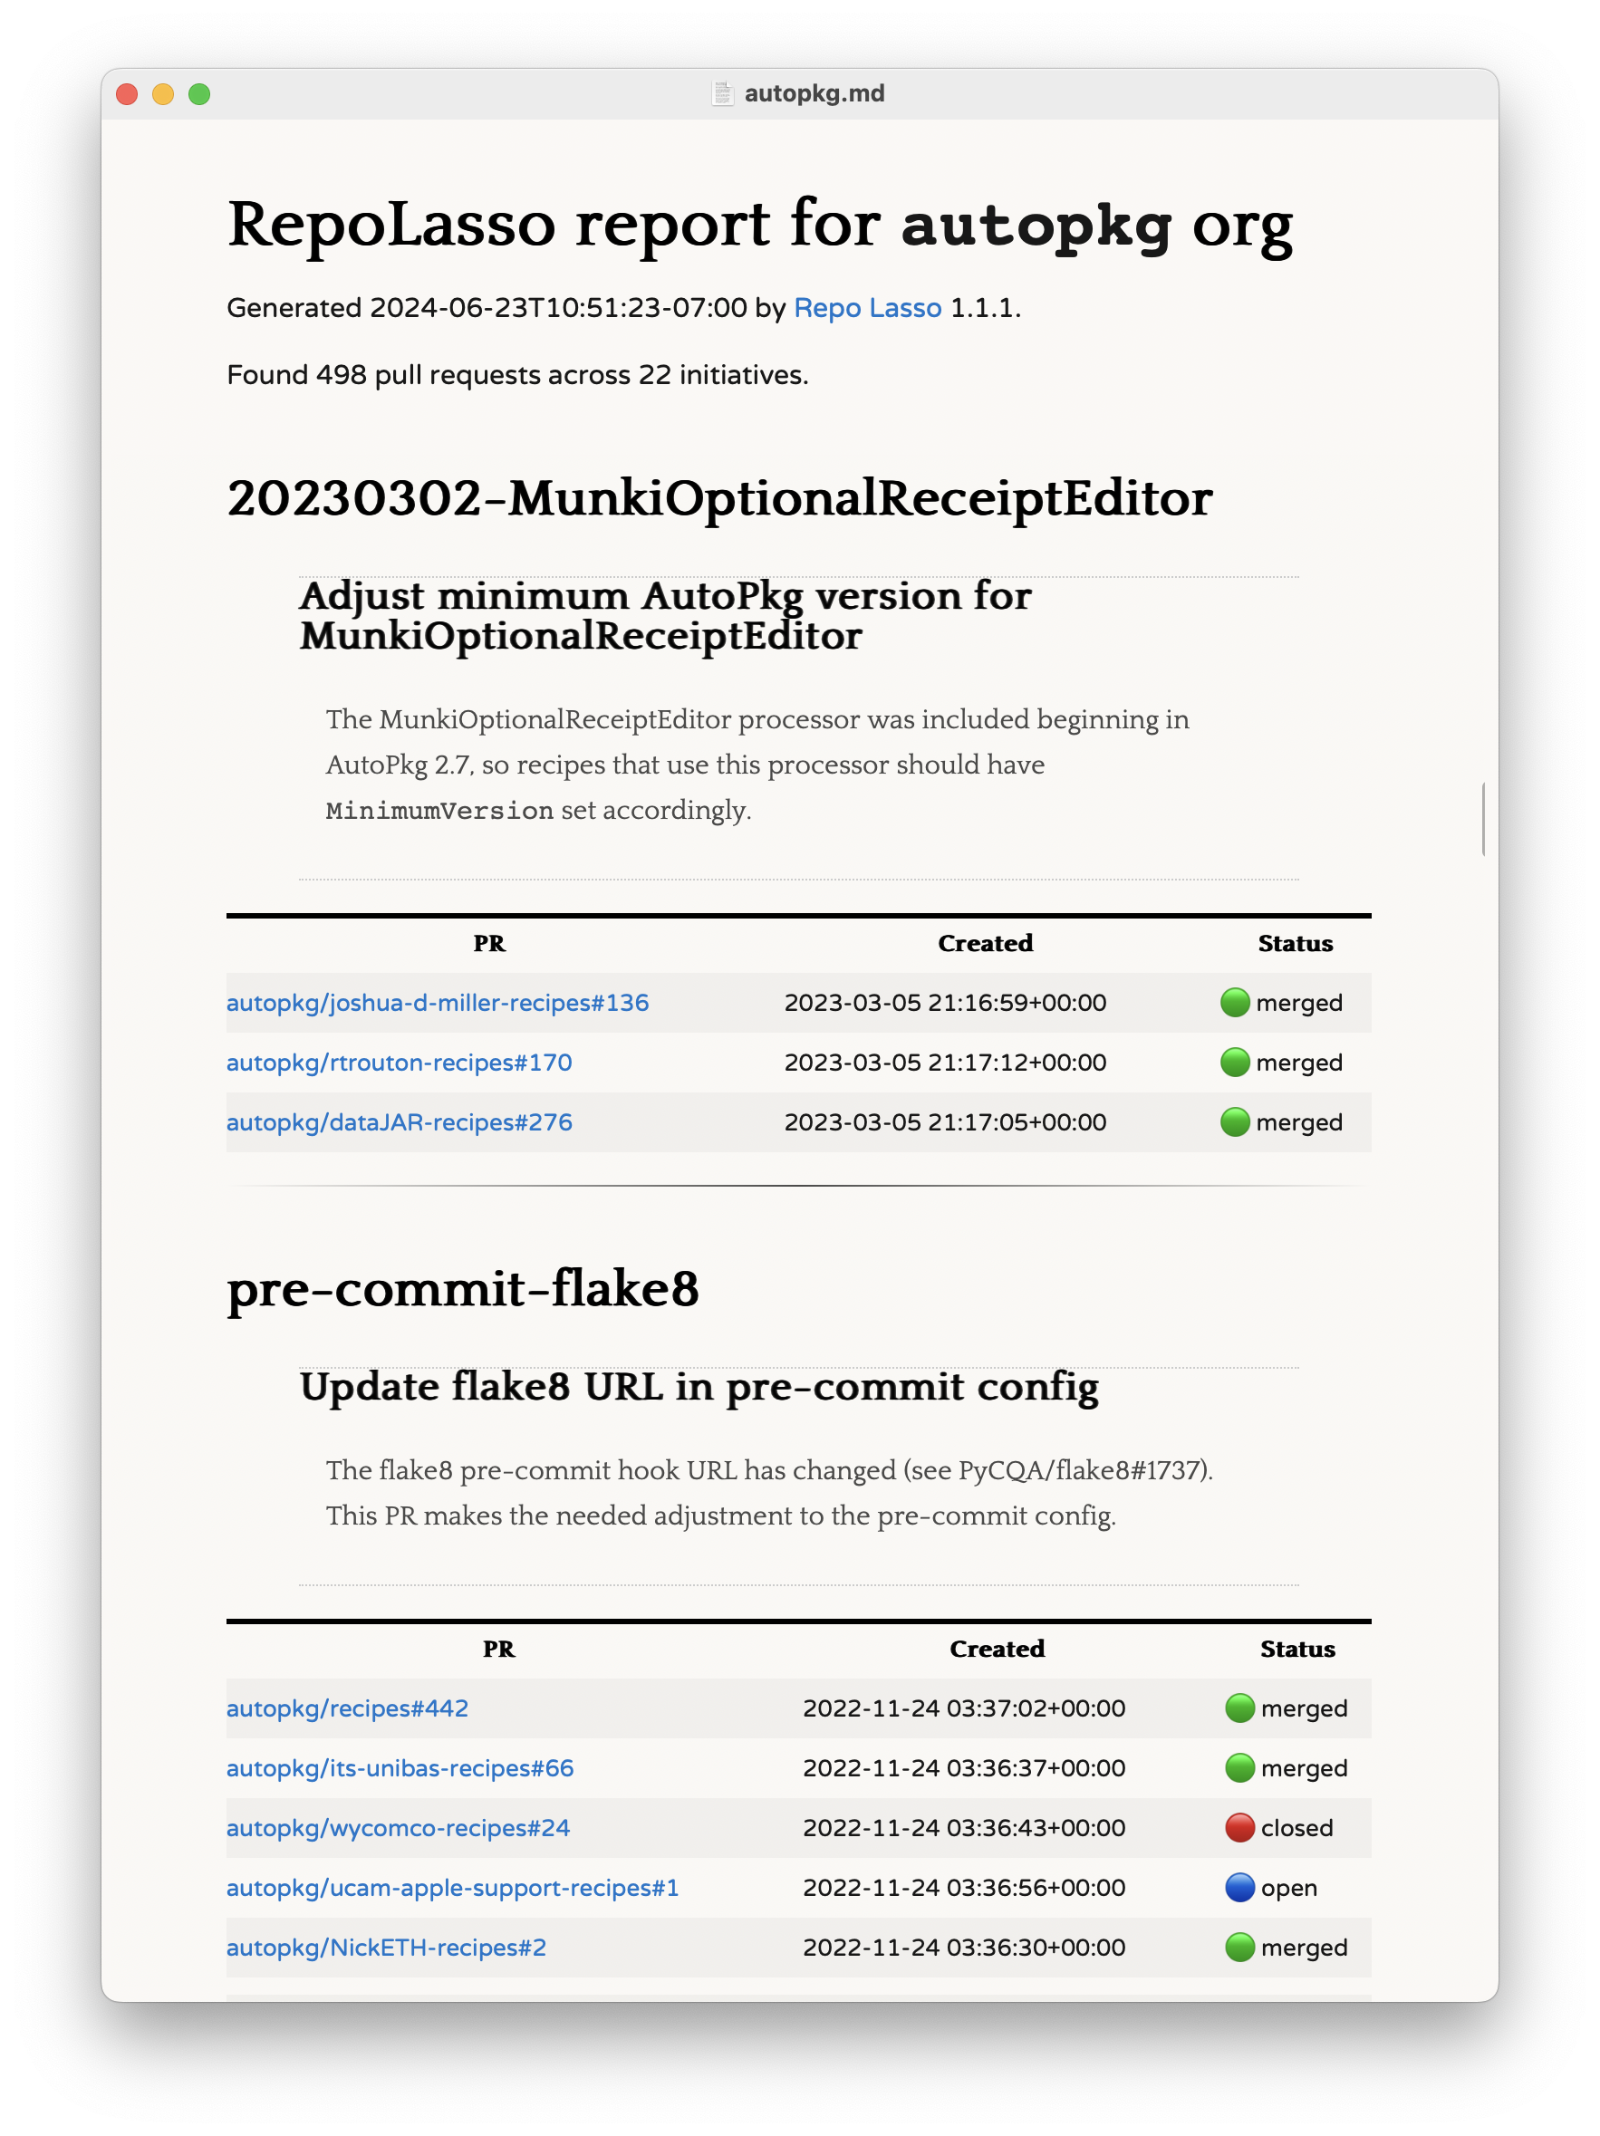 autopkg.md
RepoLasso report for autopkg org
Generated 2024-06-23T10:51:23-07:00 by Repo Lasso 1.1.1.
Found 498 pull requests across 22 initiatives.
20230302-MunkiOptionalReceiptEditor
Adjust minimum AutoPkg version for
MunkiOptionalReceiptEditor
The MunkiOptionalReceiptEditor processor was included beginning in
AutoPkg 2.7, so recipes that use this processor should have
MinimumVersion set accordingly.
PR Created Status
autopkg/joshua-d-miller-recipes#136 2023-03-05 21:16:59+00:00 merged
autopkg/rtrouton-recipes#170 2023-03-05 21:17:12+00:00 merged
autopkg/dataJAR-recipes#276 2023-03-05 21:17:05+00:00 merged
pre-commit-flake8
Update flake8 URL in pre-commit config
The flake8 pre-commit hook URL has changed (see PyCQA/flake8#1737).
This PR makes the needed adjustment to the pre-commit config.
PR Created Status
autopkg/recipes#442 2022-11-24 03:37:02+00:00 merged
autopkg/its-unibas-recipes#66 2022-11-24 03:36:37+00:00 merged
autopkg/wycomco-recipes#24 2022-11-24 03:36:43+00:00 closed
autopkg/ucam-apple-support-recipes#1 2022-11-24 03:36:56+00:00 open
autopkg/NickETH-recipes#2 2022-11-24 03:36:30+00:00 merged